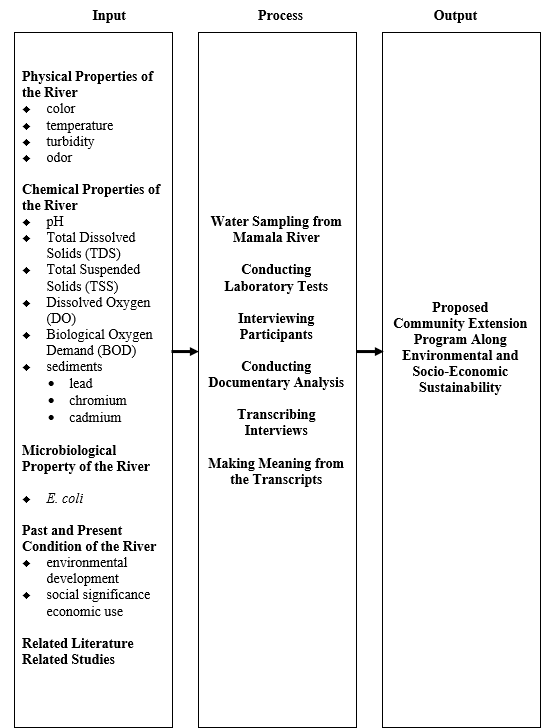 Input
Process
Output
Physical Properties of
the River
color
temperature
turbidity
odor
Chemical Properties of
the River
pH
Total Dissolved
Solids (TDS)
Total Suspended
Solids (TSS)
Dissolved Oxygen
(DO)
Biological Oxygen
Demand (BOD)
sediments
lead
chromium
cadmium
Microbiological
Property of the River
E. coli
Past and Present
Condition of the River
environmental
development
social significance
economic use
Related Literature
Related Studies
Water Sampling from
Mamala River
Conducting
Laboratory Tests
Interviewing
Participants
Conducting
Documentary Analysis
Transcribing
Interviews
Making Meaning from
the Transcripts
Proposed
Community Extension
Program Along
Environmental and
Socio-Economic
Sustainability